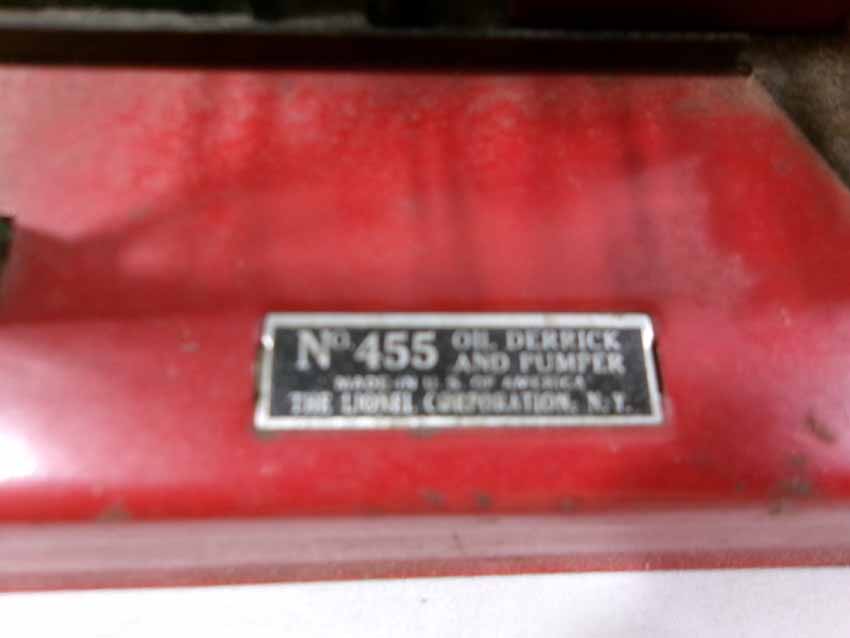 No. 455 OIL DERRICK
AND PUMPER
MADE IN U. S. OF AMERICA
THE LIONEL CORPORATION, N. Y.